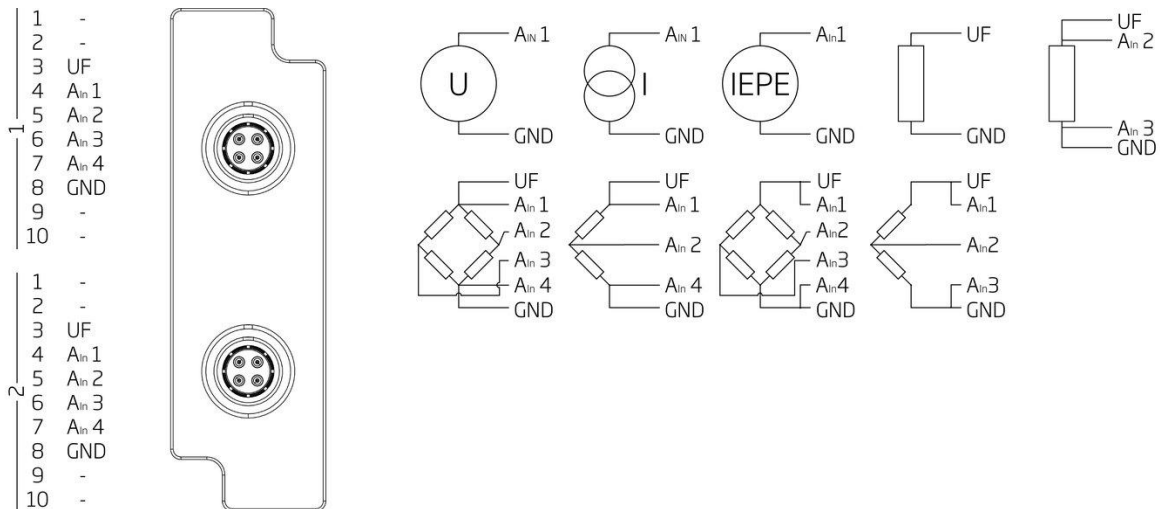 1 -
2 -
3 UF
4 AIn 1
5 AIn 2
6 AIn 3
7 AIn 4
8 GND
9 -
10 -
1
1 -
2 -
3 UF
4 AIn 1
5 AIn 2
6 AIn 3
7 AIn 4
8 GND
9 -
10 -
2
AIN 1
U
GND
AIN 1
I
GND
AIn1
IEPE
GND
UF
GND
UF
AIn 2
AIn 3
GND
UF
AIn 1
AIn 2
AIn 3
AIn 4
GND
UF
AIn 1
AIn 2
AIn 4
GND
UF
AIn1
AIn2
AIn3
AIn4
GND
UF
AIn1
AIn2
AIn3
GND